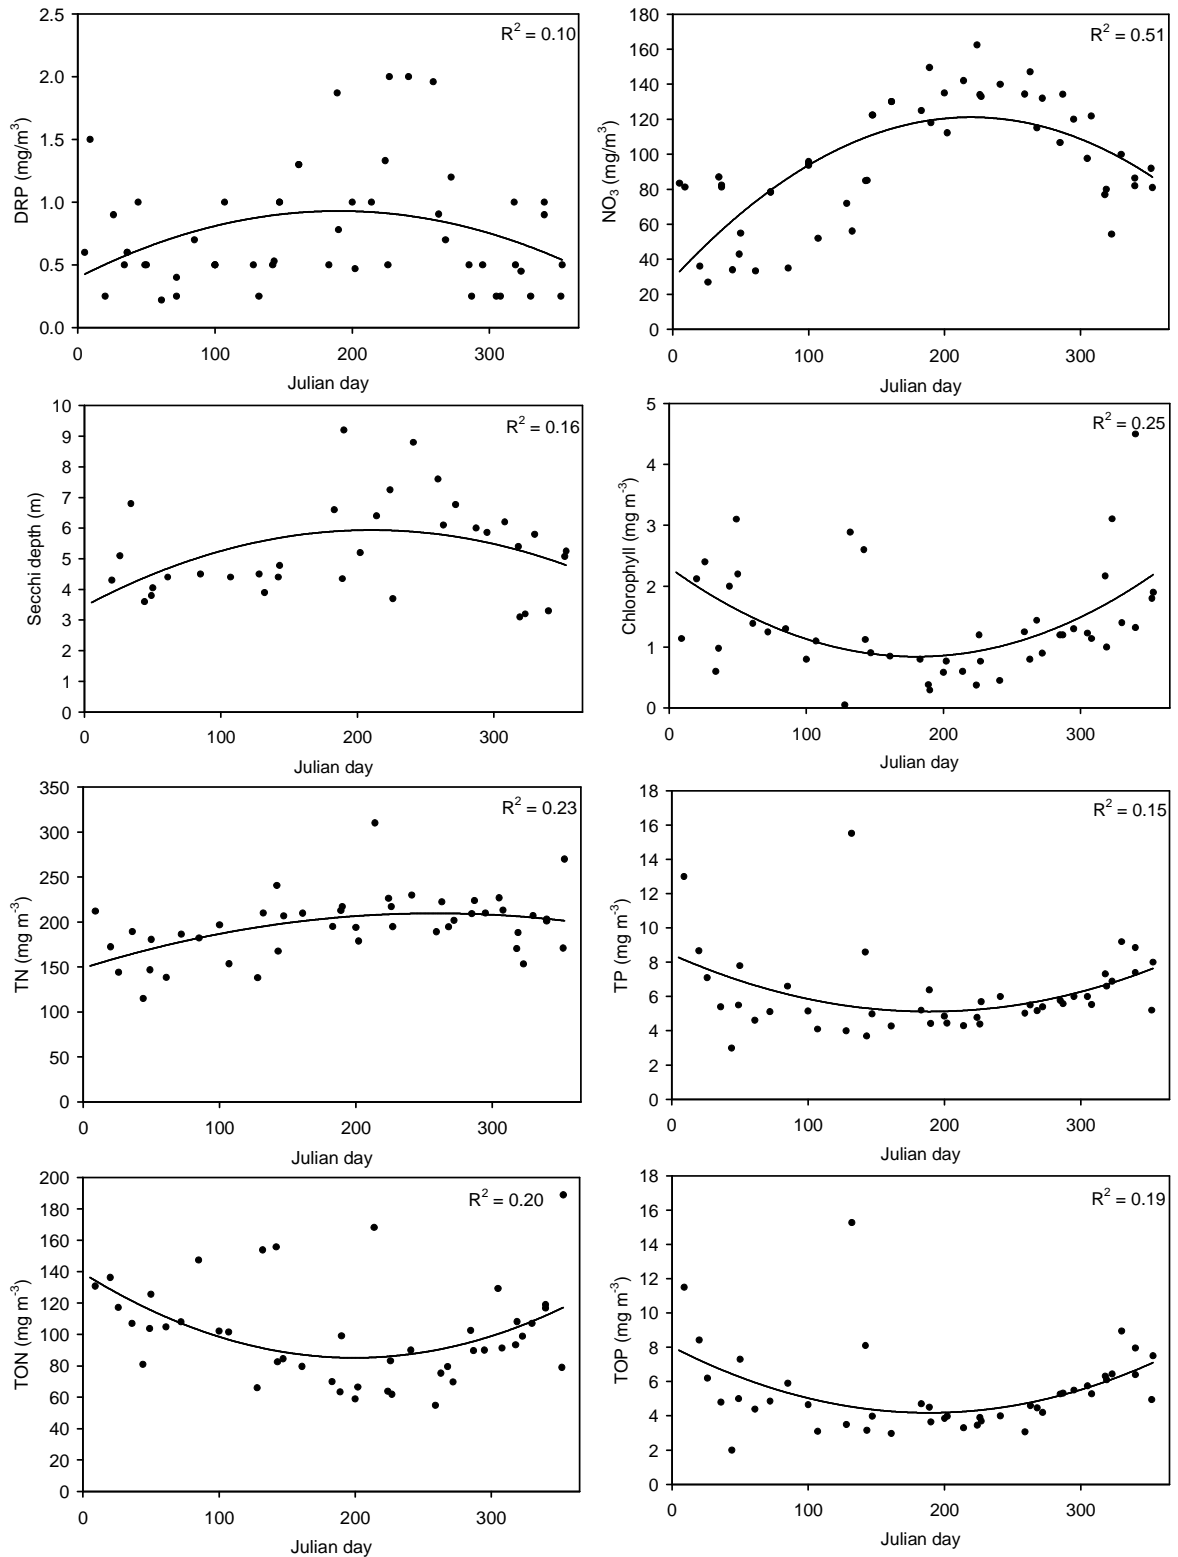 2.5
2.0
1.5
1.0
0.5
0.0
DRP (mg/m³)
R² = 0.10
0 100 200 300
Julian day
180
160
140
120
100
80
60
40
20
0
NO₃ (mg/m³)
R² = 0.51
0 100 200 300
Julian day
10
9
8
7
6
5
4
3
2
1
0
Secchi depth (m)
R² = 0.16
0 100 200 300
Julian day
5
4
3
2
1
0
Chlorophyll (mg m⁻³)
R² = 0.25
0 100 200 300
Julian day
350
300
250
200
150
100
50
0
TN (mg m⁻³)
R² = 0.23
0 100 200 300
Julian day
18
16
14
12
10
8
6
4
2
0
TP (mg m⁻³)
R² = 0.15
0 100 200 300
Julian day
200
180
160
140
120
100
80
60
40
20
0
TON (mg m⁻³)
R² = 0.20
0 100 200 300
Julian day
18
16
14
12
10
8
6
4
2
0
TOP (mg m⁻³)
R² = 0.19
0 100 200 300
Julian day